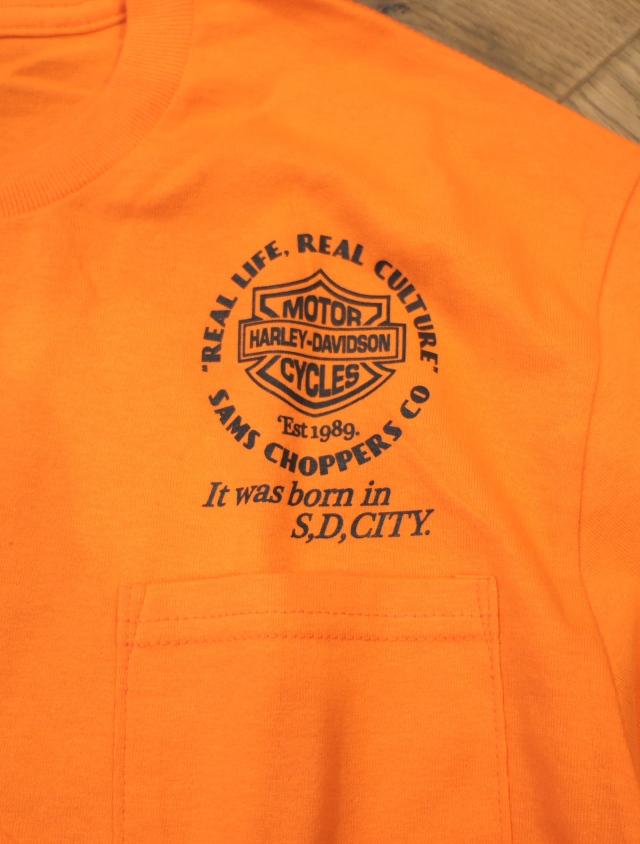 "REAL LIFE, REAL CULTURE"
MOTOR
HARLEY-DAVIDSON
CYCLES
'Est 1989.
SAMS CHOPPERS CO
It was born in
S,D,CITY.